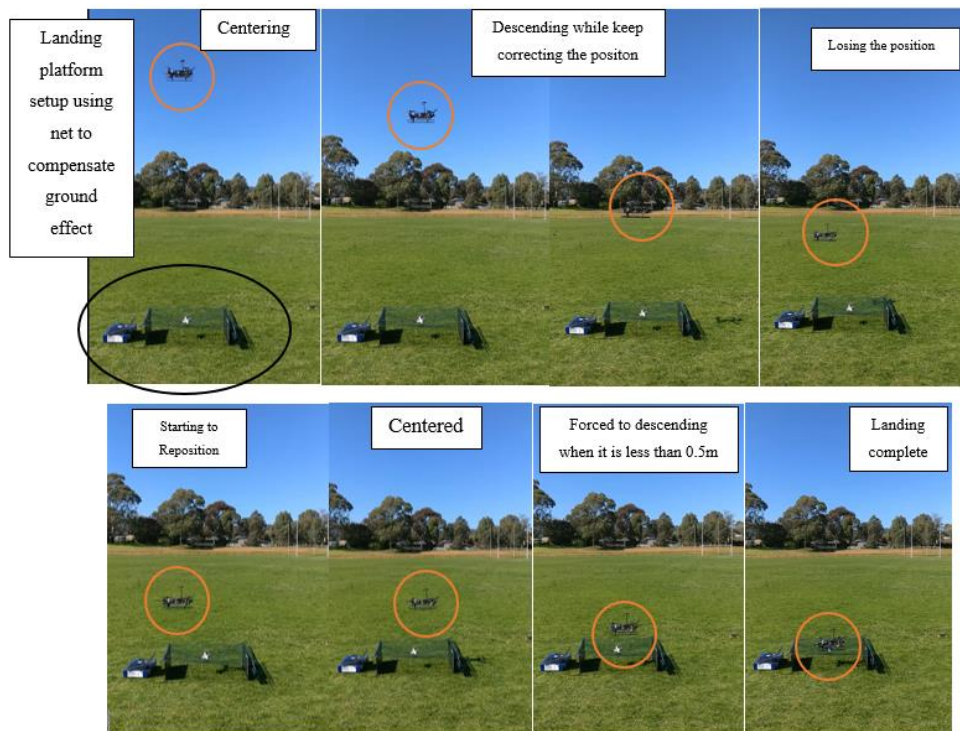 Landing
platform
setup using
net to
compensate
ground
effect
Centering
Descending while keep
correcting the positon
Losing the position
Starting to
Reposition
Centered
Forced to descending
when it is less than 0.5m
Landing
complete